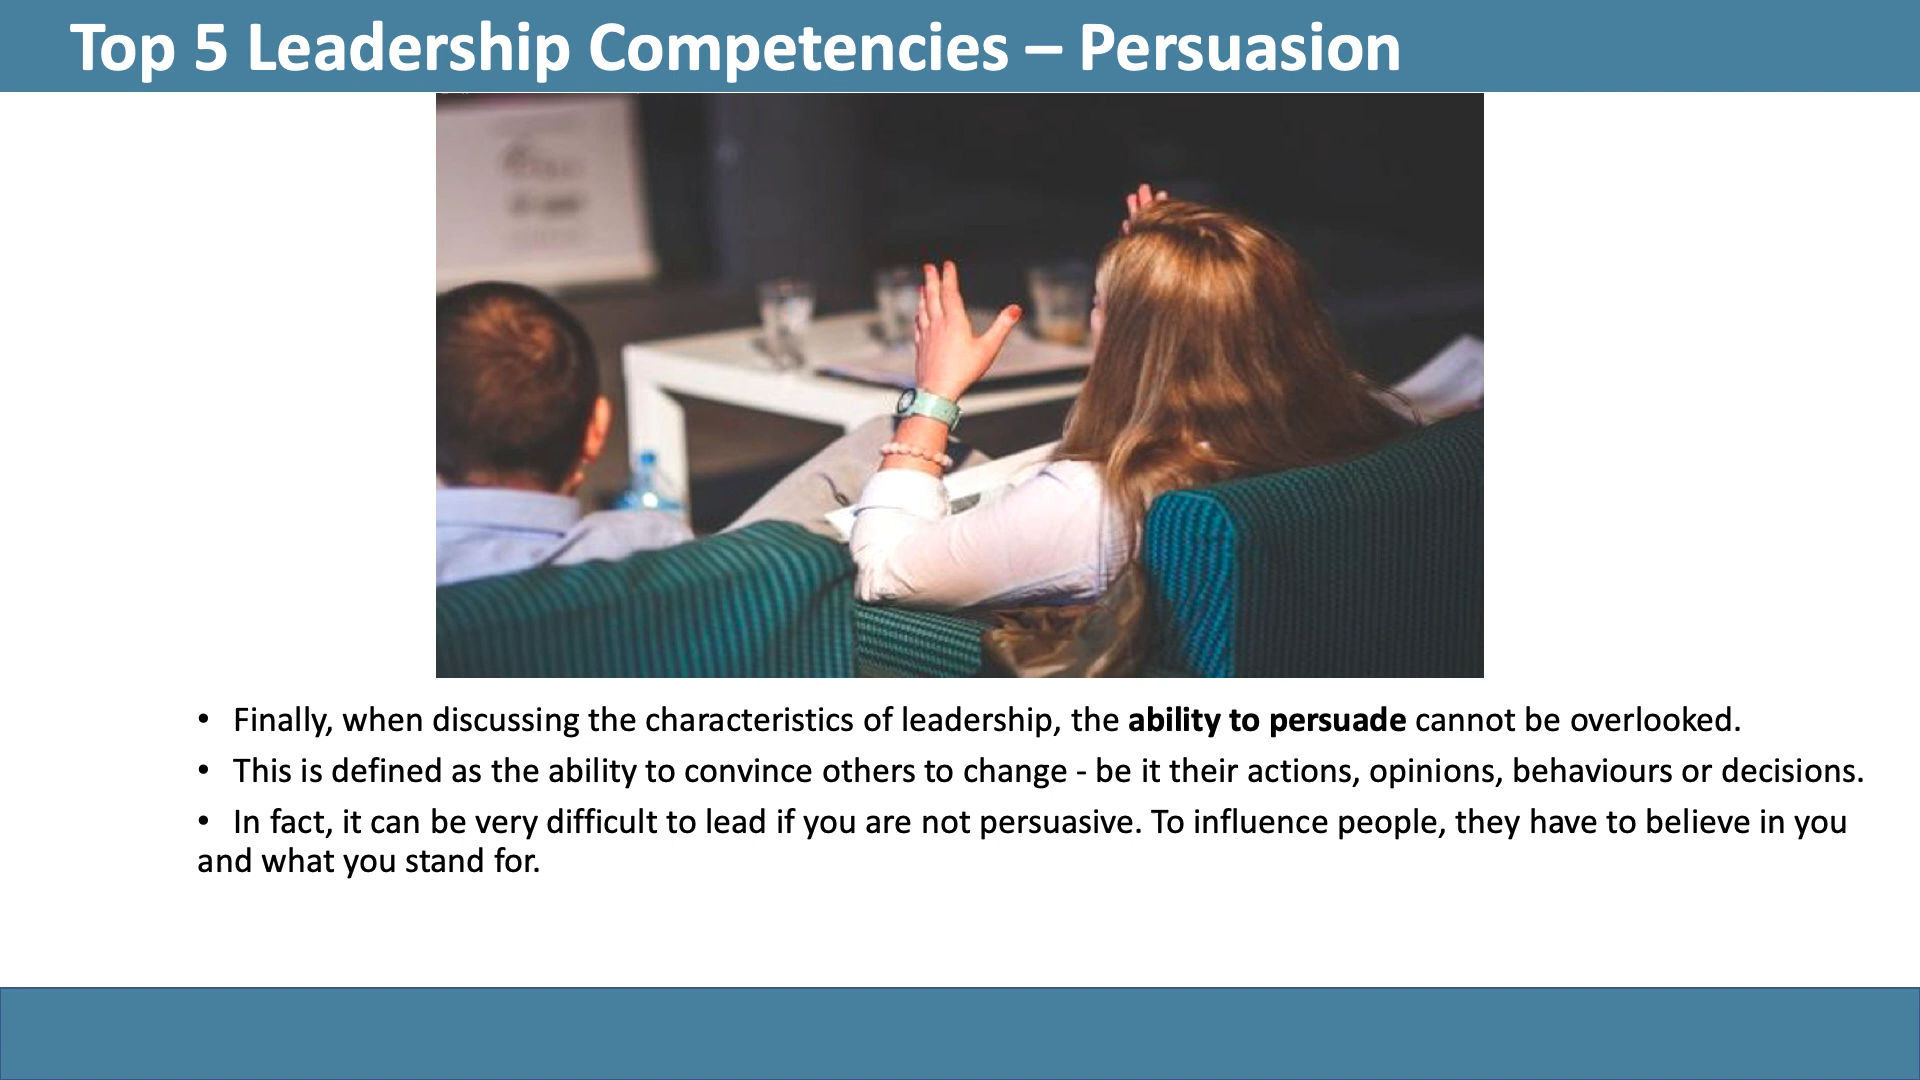 Top 5 Leadership Competencies – Persuasion
• Finally, when discussing the characteristics of leadership, the ability to persuade cannot be overlooked.
• This is defined as the ability to convince others to change - be it their actions, opinions, behaviours or decisions.
• In fact, it can be very difficult to lead if you are not persuasive. To influence people, they have to believe in you
and what you stand for.